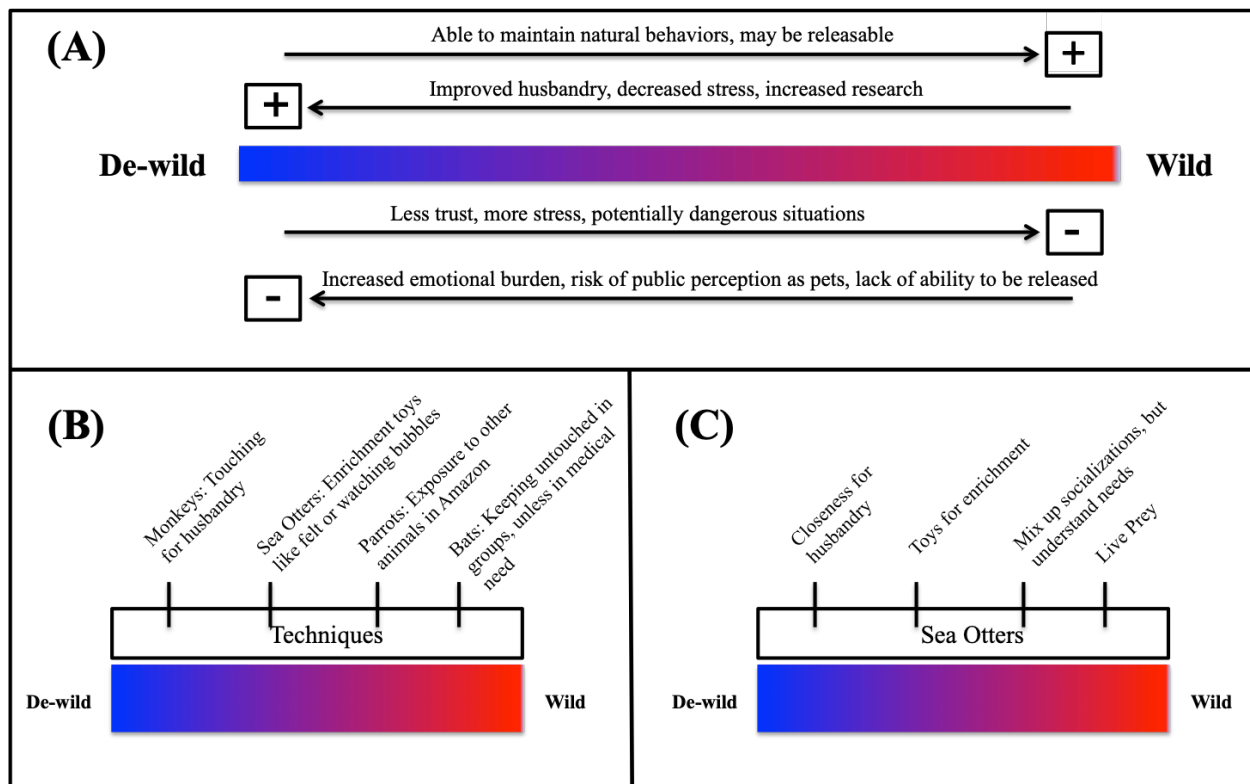 (A)
Able to maintain natural behaviors, may be releasable
+
Improved husbandry, decreased stress, increased research
+
De-wild
Wild
Less trust, more stress, potentially dangerous situations
-
Increased emotional burden, risk of public perception as pets, lack of ability to be released
-
(B)
Monkeys: Touching
for husbandry
Sea Otters: Enrichment toys
like felt or watching bubbles
Parrots: Exposure to other
animals in Amazon
Bats: Keeping untouched in
groups, unless in medical
need
Techniques
De-wild
Wild
(C)
Closeness for
husbandry
Toys for enrichment
Mix up socializations, but
understand needs
Live Prey
Sea Otters
De-wild
Wild